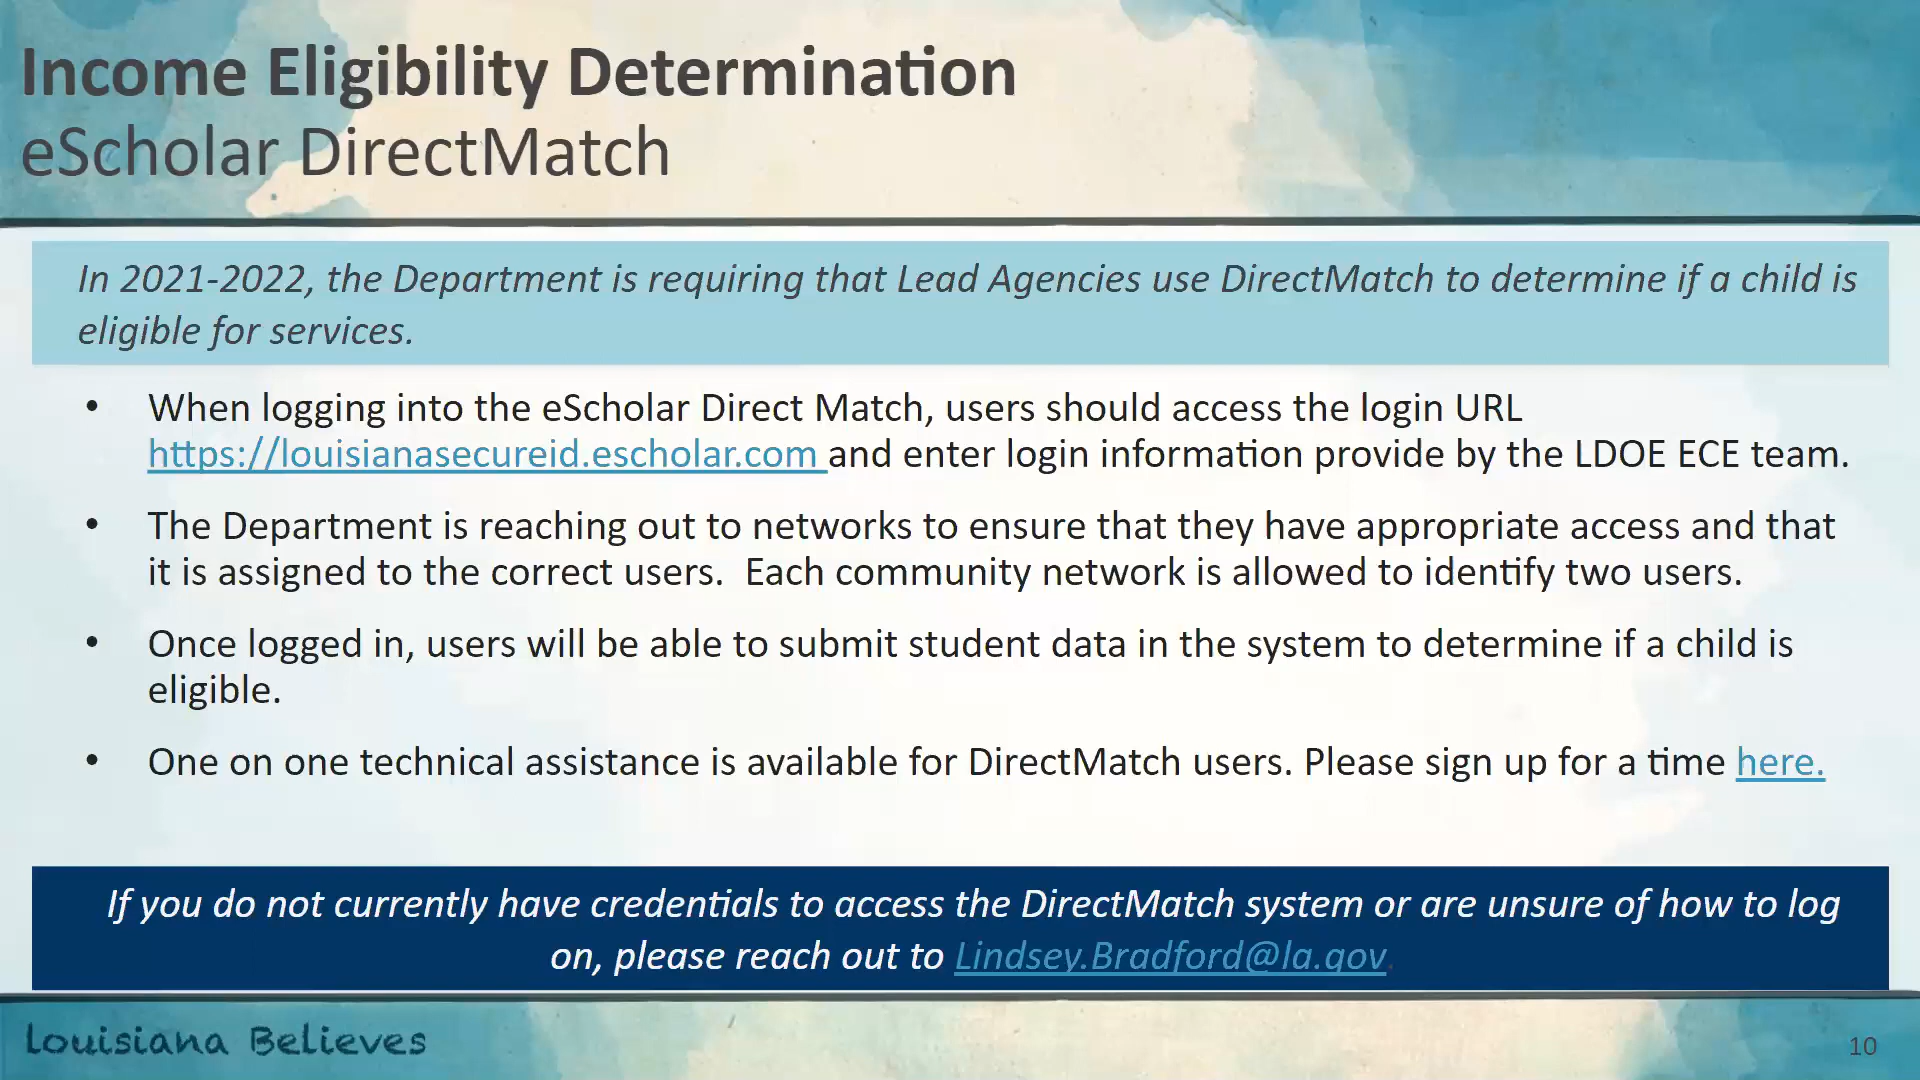 Income Eligibility Determination
eScholar DirectMatch
In 2021-2022, the Department is requiring that Lead Agencies use DirectMatch to determine if a child is
eligible for services.
• When logging into the eScholar Direct Match, users should access the login URL
https://louisianasecureid.escholar.com and enter login information provide by the LDOE ECE team.
• The Department is reaching out to networks to ensure that they have appropriate access and that
it is assigned to the correct users.  Each community network is allowed to identify two users.
• Once logged in, users will be able to submit student data in the system to determine if a child is
eligible.
• One on one technical assistance is available for DirectMatch users. Please sign up for a time here.
If you do not currently have credentials to access the DirectMatch system or are unsure of how to log
on, please reach out to Lindsey.Bradford@la.gov.
Louisiana Believes
10